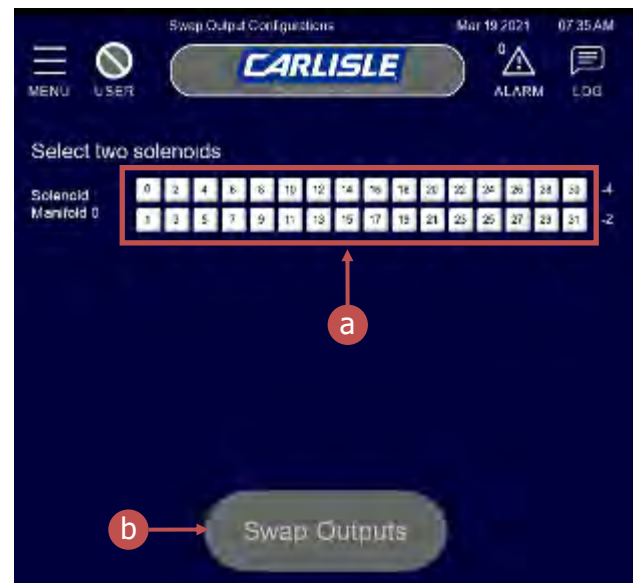 Swap Output Configurations Mar 19 2021 07:35 AM
MENU USER CARLISLE 0 ALARM LOG
Select two solenoids
Solenoid
Manifold 0
0 2 4 6 8 10 12 14 16 18 20 22 24 26 28 30 -4
1 3 5 7 9 11 13 15 17 19 21 23 25 27 29 31 -2
a
b Swap Outputs